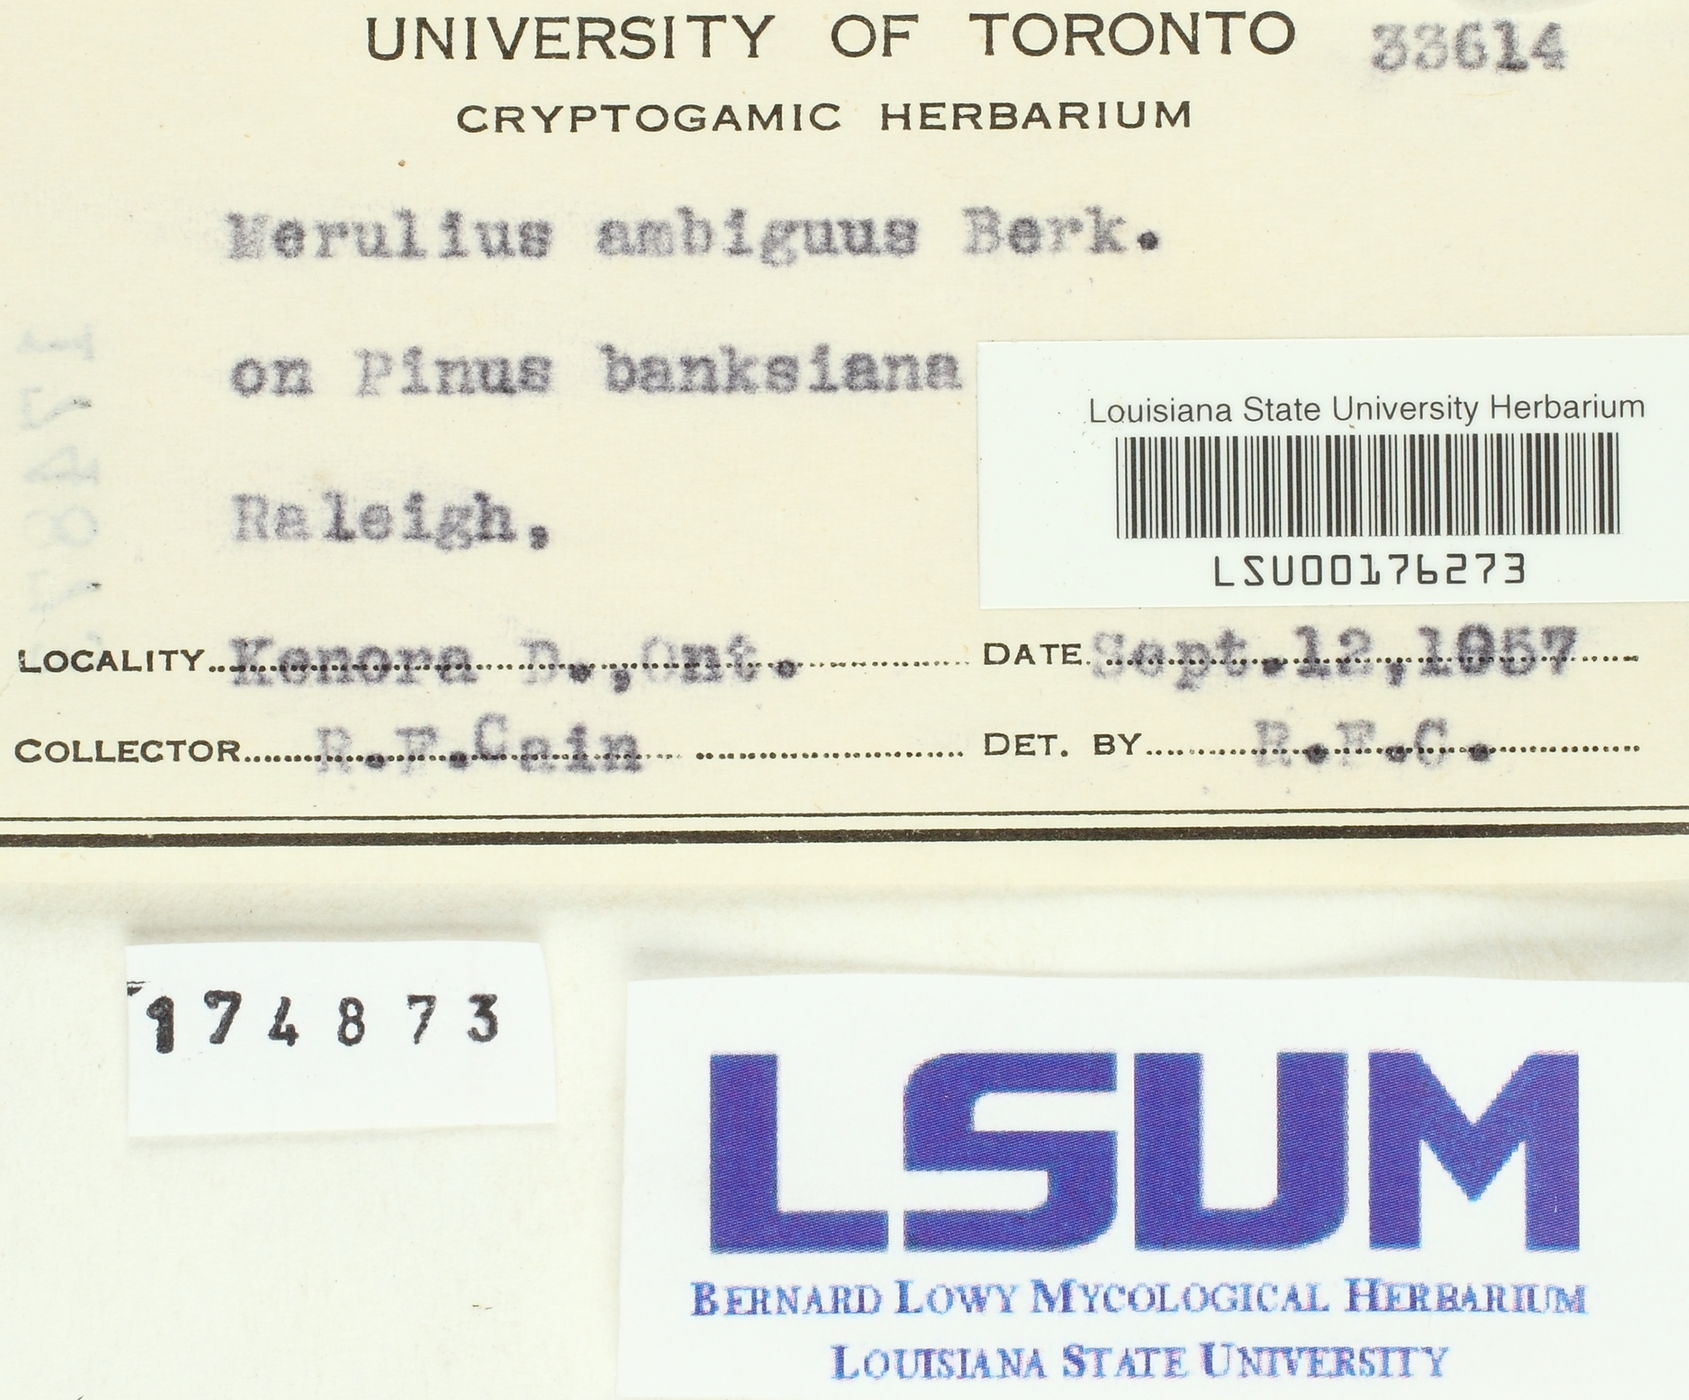 UNIVERSITY OF TORONTO 33614
CRYPTOGAMIC HERBARIUM
Merulius ambiguus Berk.
on Pinus banksiana
Louisiana State University Herbarium
LSU00176273
Raleigh,
LOCALITY Kenora D.,Ont. DATE Sept.12,1957
COLLECTOR R.F.Cain DET. BY R.F.C.
174873
LSUM
BERNARD LOWY MYCOLOGICAL HERBARIUM
LOUISIANA STATE UNIVERSITY